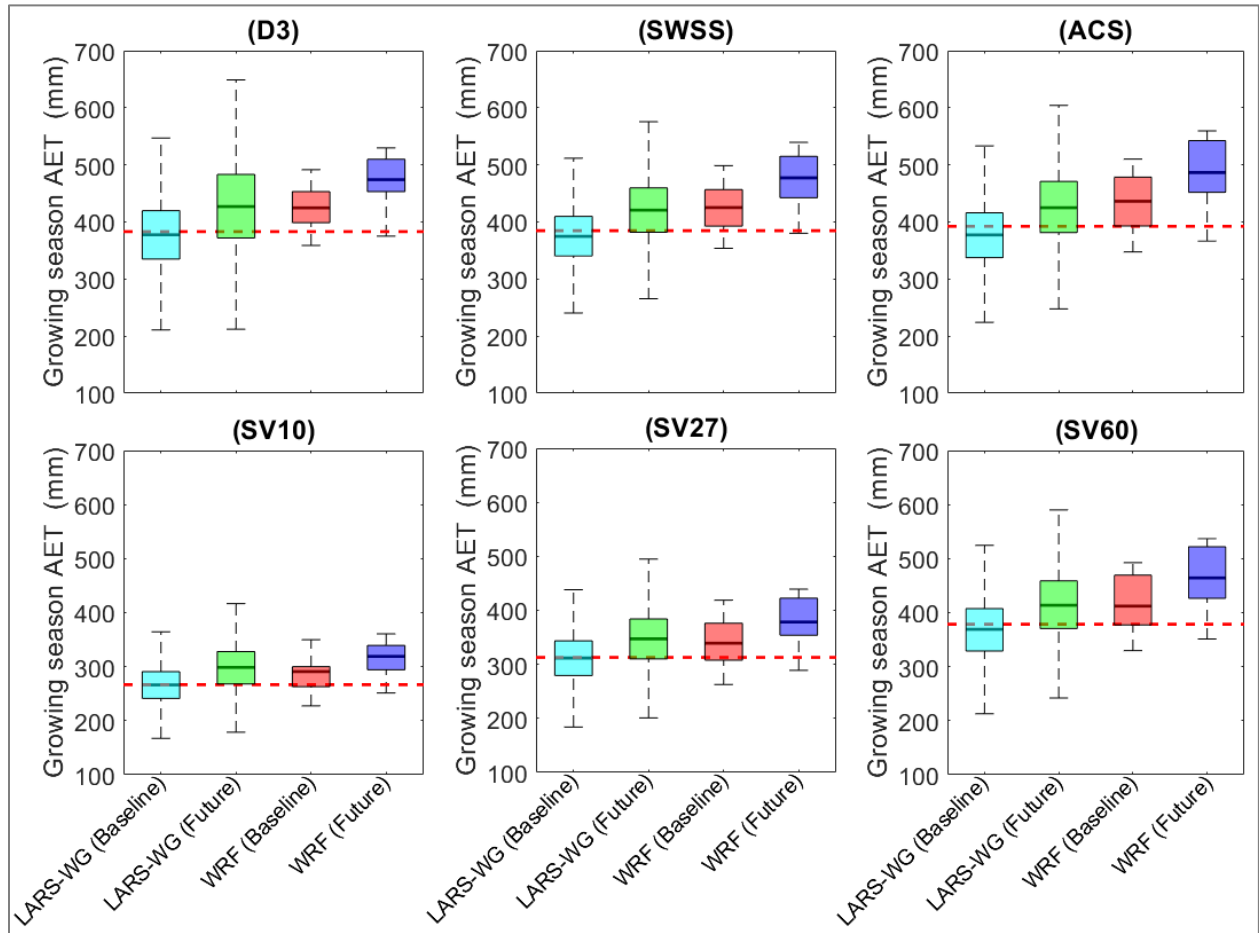 (D3)
Growing season AET (mm)
700
600
500
400
300
200
100
(SWSS)
Growing season AET (mm)
700
600
500
400
300
200
100
(ACS)
Growing season AET (mm)
700
600
500
400
300
200
100
(SV10)
Growing season AET (mm)
700
600
500
400
300
200
100
LARS-WG (Baseline)
LARS-WG (Future)
WRF (Baseline)
WRF (Future)
(SV27)
Growing season AET (mm)
700
600
500
400
300
200
100
LARS-WG (Baseline)
LARS-WG (Future)
WRF (Baseline)
WRF (Future)
(SV60)
Growing season AET (mm)
700
600
500
400
300
200
100
LARS-WG (Baseline)
LARS-WG (Future)
WRF (Baseline)
WRF (Future)